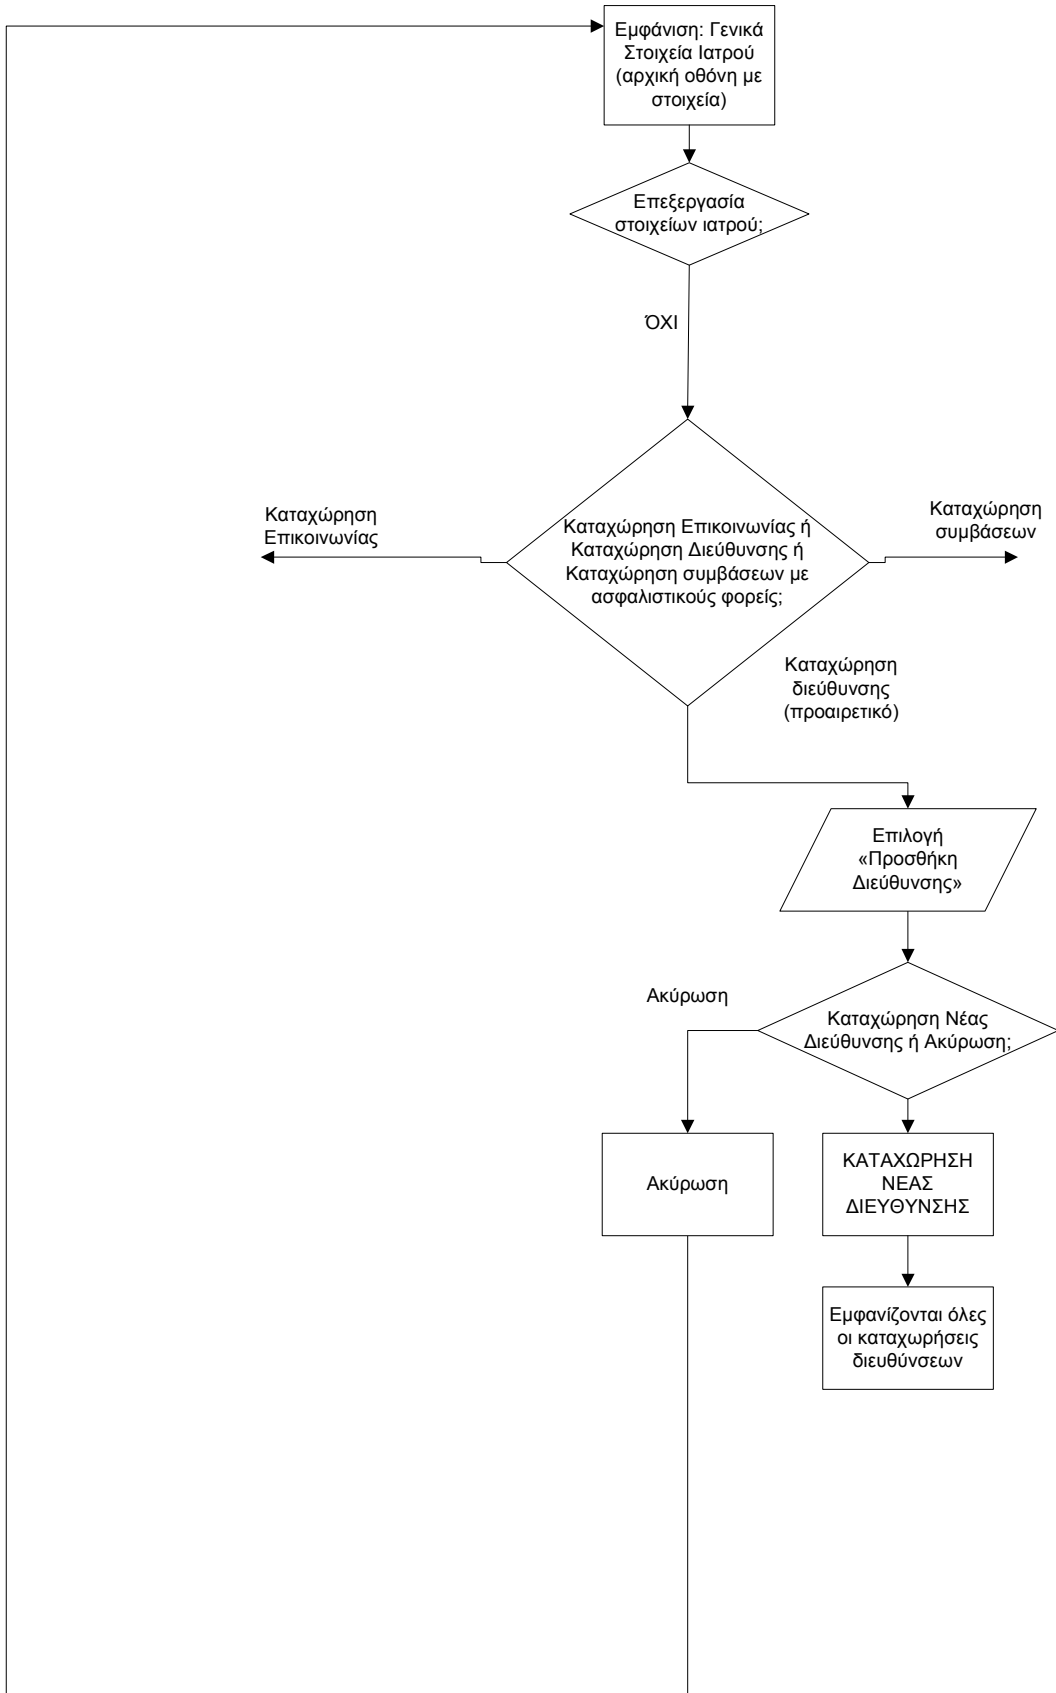 Εμφάνιση: Γενικά
Στοιχεία Ιατρού
(αρχική οθόνη με
στοιχεία)
Επεξεργασία
στοιχείων ιατρού;
ΌΧΙ
Καταχώρηση
Επικοινωνίας
Καταχώρηση Επικοινωνίας ή
Καταχώρηση Διεύθυνσης ή
Καταχώρηση συμβάσεων με
ασφαλιστικούς φορείς;
Καταχώρηση
συμβάσεων
Καταχώρηση
διεύθυνσης
(προαιρετικό)
Επιλογή
«Προσθήκη
Διεύθυνσης»
Ακύρωση
Καταχώρηση Νέας
Διεύθυνσης ή Ακύρωση;
Ακύρωση
ΚΑΤΑΧΩΡΗΣΗ
ΝΕΑΣ
ΔΙΕΥΘΥΝΣΗΣ
Εμφανίζονται όλες
οι καταχωρήσεις
διευθύνσεων